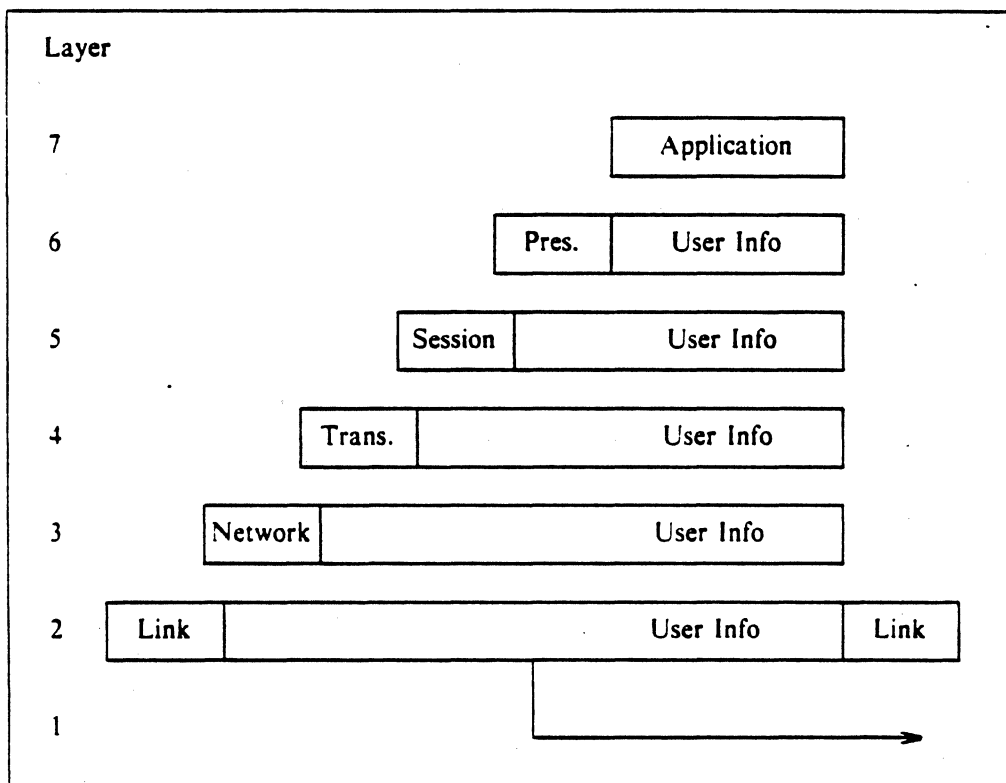 Layer
7 Application
6 Pres. User Info
5 Session User Info
4 Trans. User Info
3 Network User Info
2 Link User Info Link
1